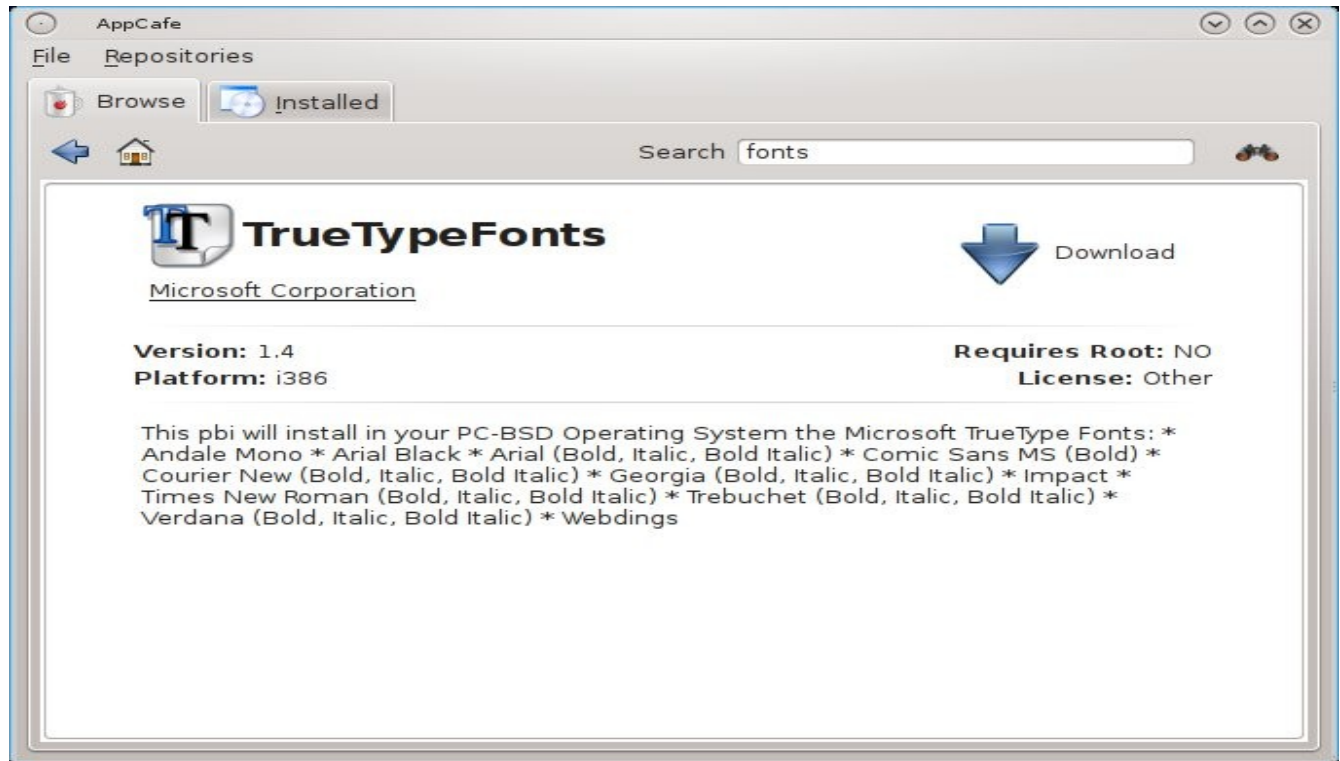 AppCafe
File Repositories
Browse Installed
Search fonts
TrueTypeFonts
Download
Microsoft Corporation
Version: 1.4
Requires Root: NO
Platform: i386
License: Other
This pbi will install in your PC-BSD Operating System the Microsoft TrueType Fonts: *
Andale Mono * Arial Black * Arial (Bold, Italic, Bold Italic) * Comic Sans MS (Bold) *
Courier New (Bold, Italic, Bold Italic) * Georgia (Bold, Italic, Bold Italic) * Impact *
Times New Roman (Bold, Italic, Bold Italic) * Trebuchet (Bold, Italic, Bold Italic) *
Verdana (Bold, Italic, Bold Italic) * Webdings